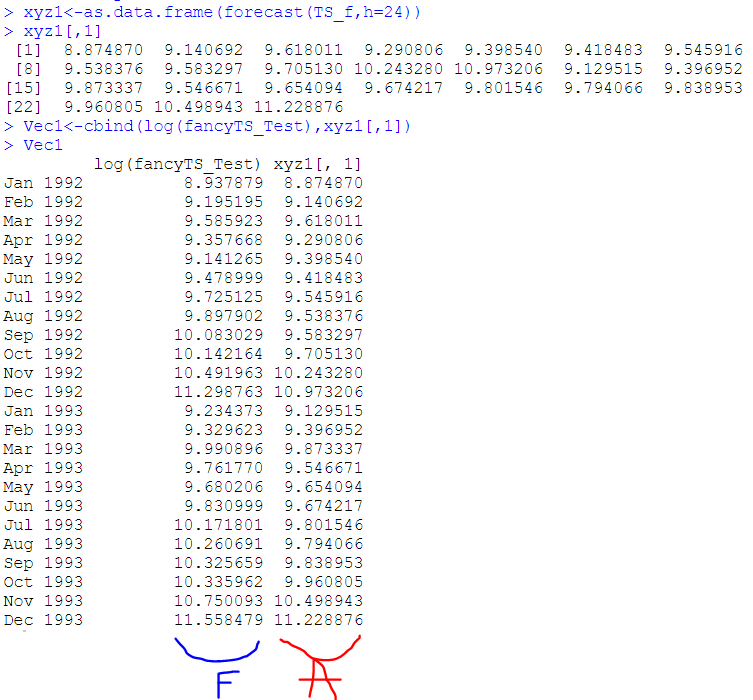 > xyz1<-as.data.frame(forecast(TS_f,h=24))
> xyz1[,1]
[1] 8.874870 9.140692 9.618011 9.290806 9.398540 9.418483 9.545916
[8] 9.538376 9.583297 9.705130 10.243280 10.973206 9.129515 9.396952
[15] 9.873337 9.546671 9.654094 9.674217 9.801546 9.794066 9.838953
[22] 9.960805 10.498943 11.228876
> Vec1<-cbind(log(fancyTS_Test),xyz1[,1])
> Vec1
log(fancyTS_Test) xyz1[, 1]
Jan 1992 8.937879 8.874870
Feb 1992 9.195195 9.140692
Mar 1992 9.585923 9.618011
Apr 1992 9.357668 9.290806
May 1992 9.141265 9.398540
Jun 1992 9.478999 9.418483
Jul 1992 9.725125 9.545916
Aug 1992 9.897902 9.538376
Sep 1992 10.083029 9.583297
Oct 1992 10.142164 9.705130
Nov 1992 10.491963 10.243280
Dec 1992 11.298763 10.973206
Jan 1993 9.234373 9.129515
Feb 1993 9.329623 9.396952
Mar 1993 9.990896 9.873337
Apr 1993 9.761770 9.546671
May 1993 9.680206 9.654094
Jun 1993 9.830999 9.674217
Jul 1993 10.171801 9.801546
Aug 1993 10.260691 9.794066
Sep 1993 10.325659 9.838953
Oct 1993 10.335962 9.960805
Nov 1993 10.750093 10.498943
Dec 1993 11.558479 11.228876
F A